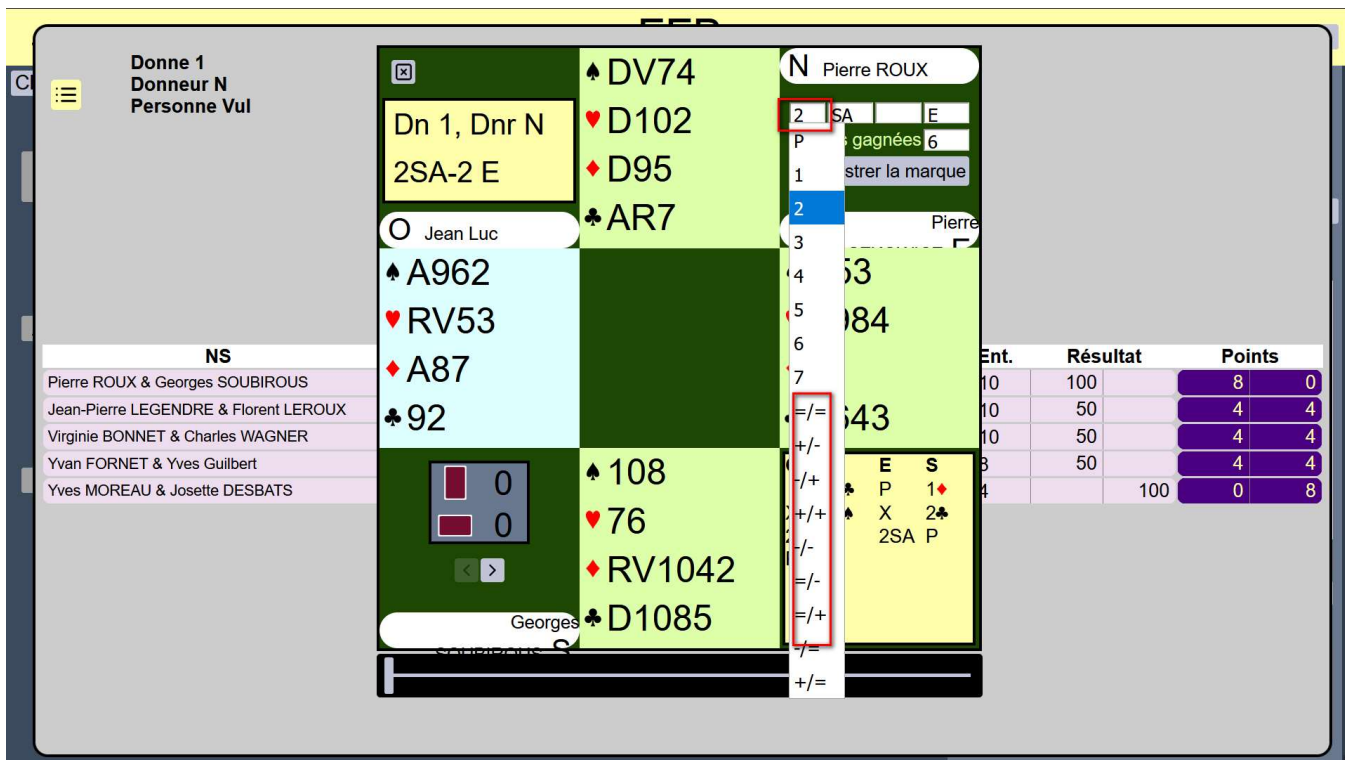 Donne 1
Donneur N
Personne Vul
Dn 1, Dnr N
2SA-2 E
♠ DV74
♥ D102
♦ D95
♣ AR7
N Pierre ROUX
2 SA E
gagnées 6
strer la marque
P
1
2
3
4
5
6
7
=/=
+/-
-/+
+/+
-/-
=/-
=/+
-/=
+/=
O Jean Luc
Pierre
♠ A962
♥ RV53
♦ A87
♣ 92
53
984
643
NS
Ent. Résultat Points
Pierre ROUX & Georges SOUBIROUS
10 100 8 0
Jean-Pierre LEGENDRE & Florent LEROUX
10 50 4 4
Virginie BONNET & Charles WAGNER
10 50 4 4
Yvan FORNET & Yves Guilbert
50 4 4
Yves MOREAU & Josette DESBATS
4 100 0 8
0
0
< >
♠ 108
♥ 76
♦ RV1042
♣ D1085
E S
♣ P 1♦
♠ X 2♣
2SA P
Georges